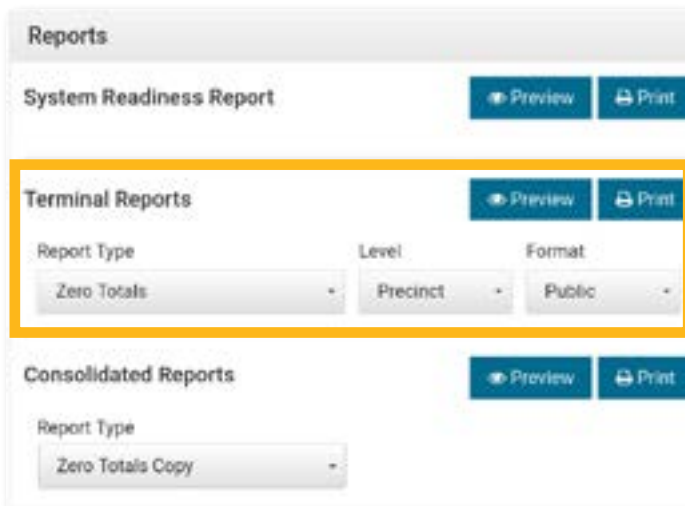 Reports
System Readiness Report Preview Print
Terminal Reports Preview Print
Report Type Level Format
Zero Totals Precinct Public
Consolidated Reports Preview Print
Report Type
Zero Totals Copy